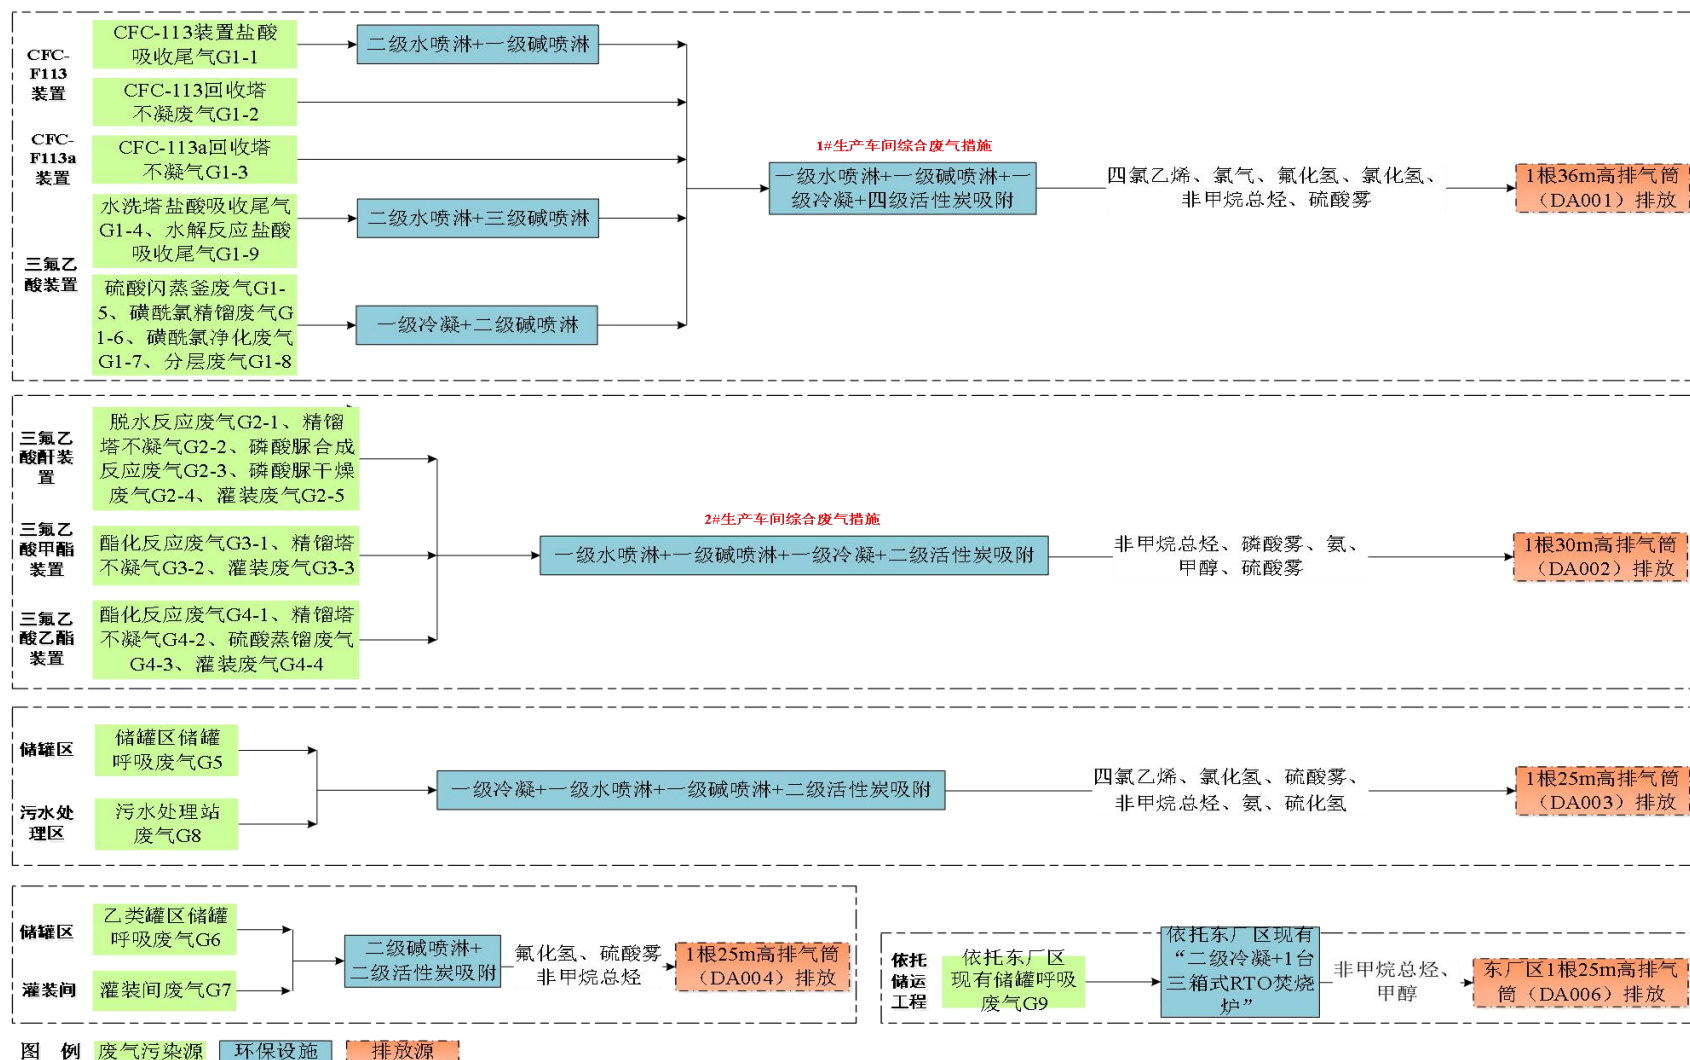 CFC-
F113
装置
CFC-113装置盐酸
吸收尾气G1-1
二级水喷淋+一级碱喷淋
CFC-113回收塔
不凝废气G1-2
CFC-
F113a
装置
CFC-113a回收塔
不凝气G1-3
三氟乙
酸装置
水洗塔盐酸吸收尾气
G1-4、水解反应盐酸
吸收尾气G1-9
二级水喷淋+三级碱喷淋
硫酸闪蒸釜废气G1-
5、磺酰氯精馏废气G
1-6、磺酰氯净化废气
G1-7、分层废气G1-8
一级冷凝+二级碱喷淋
1#生产车间综合废气措施
一级水喷淋+一级碱喷淋+一
级冷凝+四级活性炭吸附
四氯乙烯、氯气、氟化氢、氯化氢、
非甲烷总烃、硫酸雾
1根36m高排气筒
（DA001）排放
三氟乙
酸酐装
置
脱水反应废气G2-1、精馏
塔不凝气G2-2、磷酸脲合成
反应废气G2-3、磷酸脲干燥
废气G2-4、灌装废气G2-5
三氟乙
酸甲酯
装置
酯化反应废气G3-1、精馏塔
不凝气G3-2、灌装废气G3-3
三氟乙
酸乙酯
装置
酯化反应废气G4-1、精馏塔
不凝气G4-2、硫酸蒸馏废气
G4-3、灌装废气G4-4
2#生产车间综合废气措施
一级水喷淋+一级碱喷淋+一级冷凝+二级活性炭吸附
非甲烷总烃、磷酸雾、氨、
甲醇、硫酸雾
1根30m高排气筒
（DA002）排放
储罐区
储罐区储罐
呼吸废气G5
污水处
理区
污水处理站
废气G8
一级冷凝+一级水喷淋+一级碱喷淋+二级活性炭吸附
四氯乙烯、氯化氢、硫酸雾、
非甲烷总烃、氨、硫化氢
1根25m高排气筒
（DA003）排放
储罐区
乙类罐区储罐
呼吸废气G6
灌装间
灌装间废气G7
二级碱喷淋+
二级活性炭吸附
氟化氢、硫酸雾
非甲烷总烃
1根25m高排气筒
（DA004）排放
依托
储运
工程
依托东厂区
现有储罐呼吸
废气G9
依托东厂区现有
“二级冷凝+1台
三箱式RTO焚烧
炉”
非甲烷总烃、
甲醇
东厂区1根25m高排气
筒（DA006）排放
图 例
废气污染源
环保设施
排放源